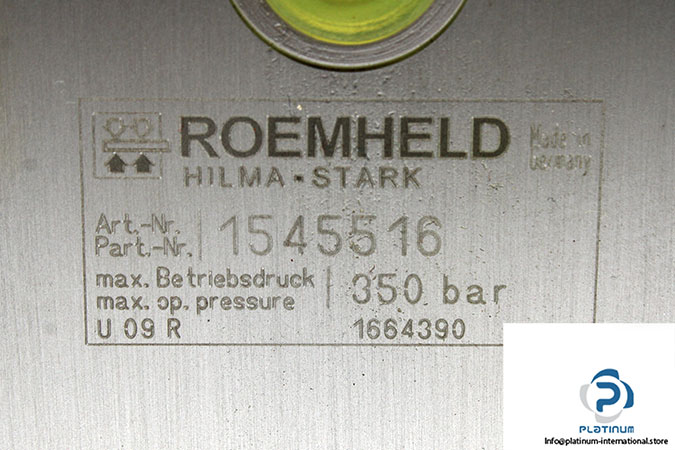 ROEMHELD
HILMA ▪ STARK
Made in
Germany
Art.-Nr.
Part.-Nr. 1545516
max. Betriebsdruck
max. op. pressure 350 bar
U 09 R 1664390
PLATINUM
Info@platinum-international.store